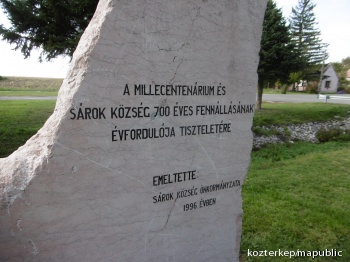 A MILLECENTENÁRIUM ÉS
SÁROK KÖZSÉG 700 ÉVES FENNÁLLÁSÁNAK
ÉVFORDULÓJA TISZTELETÉRE
EMELTETTE
SÁROK KÖZSÉG ÖNKORMÁNYZATA
1996 ÉVBEN
kozterkep/mapublic